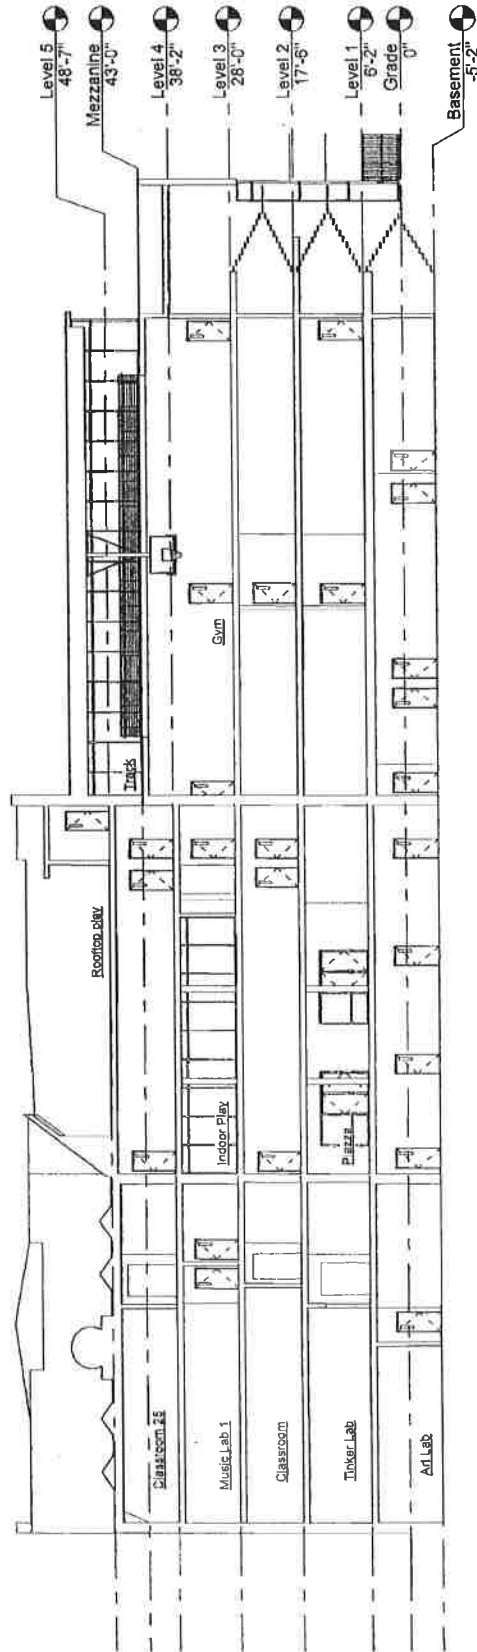 Level 5
48'-7"
Mezzanine
43'-0"
Level 4
38'-2"
Level 3
28'-0"
Level 2
17'-6"
Level 1
6'-2"
Grade
0"
Basement
-5'-2"
Rooftop play
Track
Gym
Classroom 25
Music Lab 1
Indoor Play
Classroom
Tinker Lab
Piazza
Art Lab